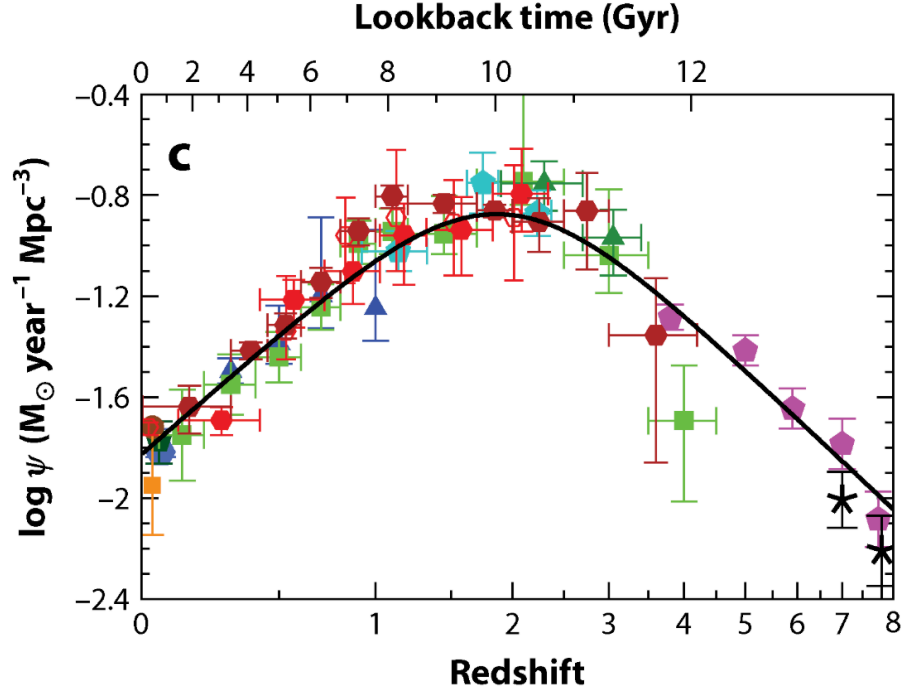 Lookback time (Gyr)
0 2 4 6 8 10 12
c
log ψ (M⊙ year−1 Mpc−3)
−0.4
−0.8
−1.2
−1.6
−2
−2.4
0 1 2 3 4 5 6 7 8
Redshift